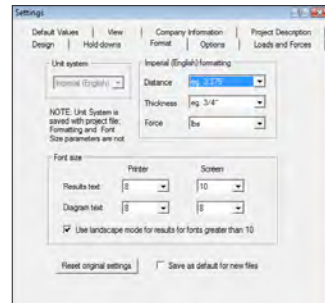 Settings
Default Values View Company Information Project Description
Design Hold-downs Format Options Loads and Forces
Unit system
Imperial (English)
NOTE: Unit System is
saved with project file;
Formatting and Font
Size parameters are not
Imperial (English) formatting
Distance eg. 3.375"
Thickness eg. 3/4"
Force lbs
Font size
Printer Screen
Results text 8 10
Diagram text 8 8
Use landscape mode for results for fonts greater than 10
Reset original settings Save as default for new files